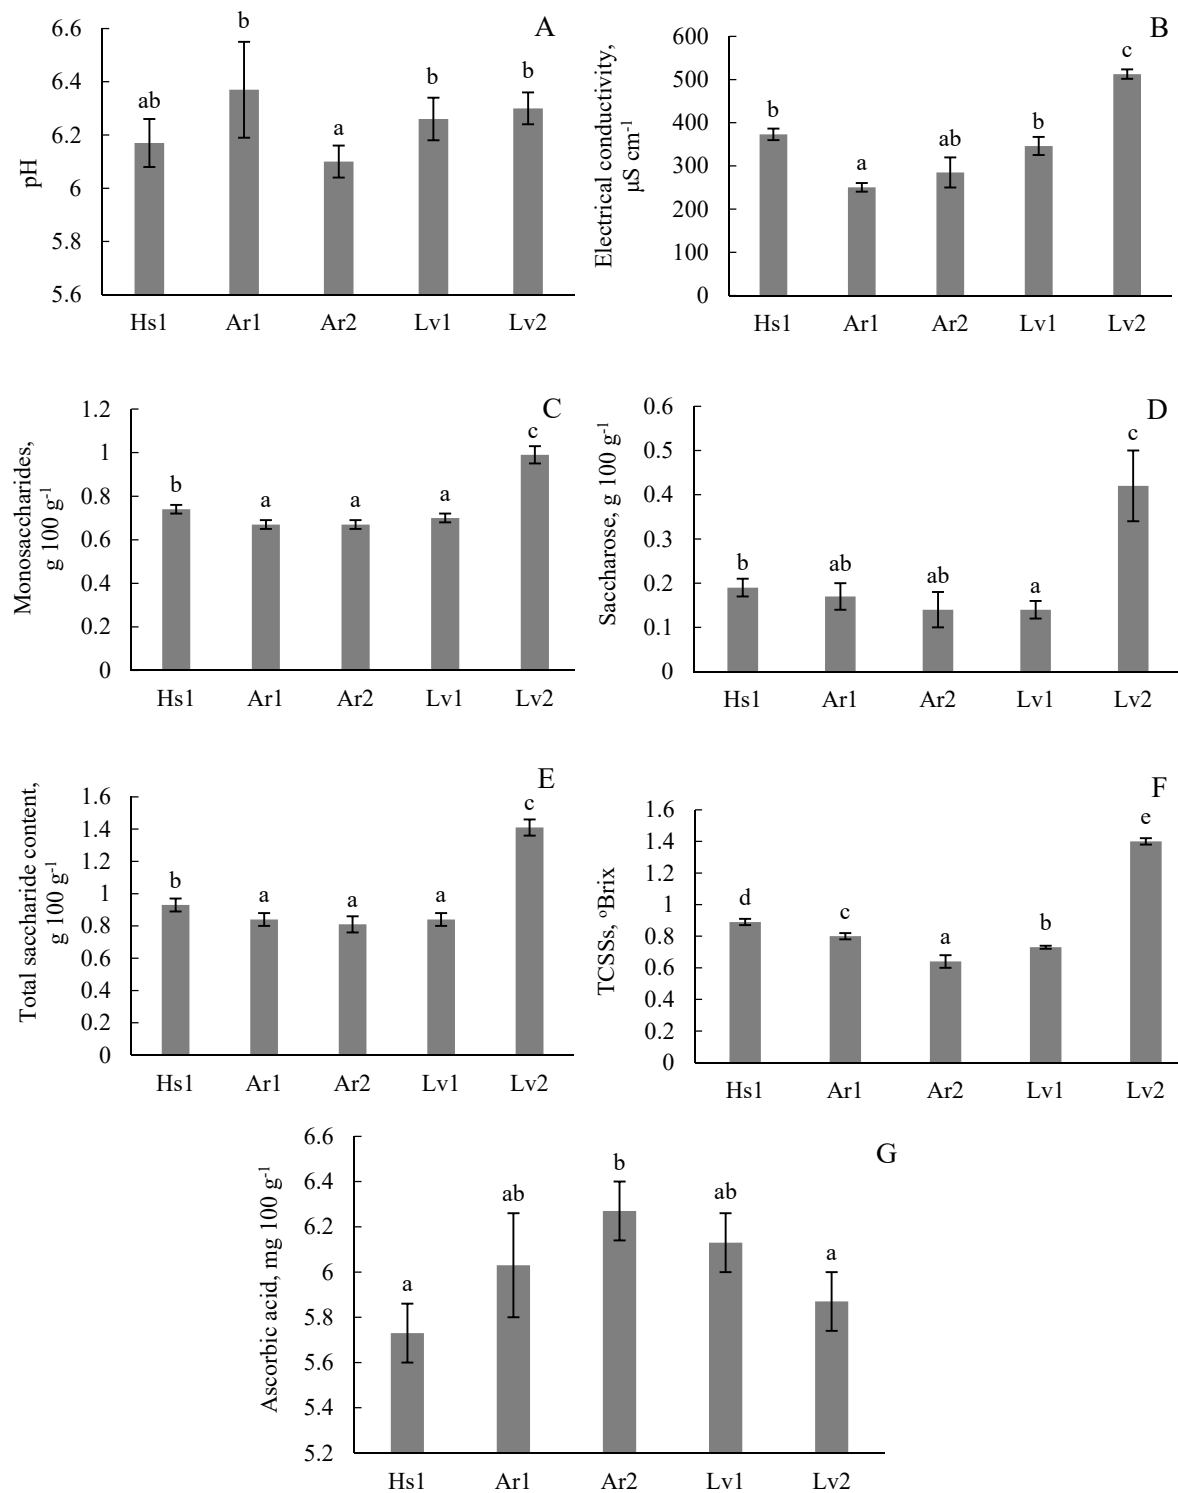 A
pH
6.6
6.4
6.2
6
5.8
5.6
ab
b
a
b
b
Hs1 Ar1 Ar2 Lv1 Lv2
B
Electrical conductivity,
µS cm-1
600
500
400
300
200
100
0
b
a
ab
b
c
Hs1 Ar1 Ar2 Lv1 Lv2
C
Monosaccharides,
g 100 g-1
1.2
1
0.8
0.6
0.4
0.2
0
b
a
a
a
c
Hs1 Ar1 Ar2 Lv1 Lv2
D
Saccharose, g 100 g-1
0.6
0.5
0.4
0.3
0.2
0.1
0
b
ab
ab
a
c
Hs1 Ar1 Ar2 Lv1 Lv2
E
Total saccharide content,
g 100 g-1
1.6
1.4
1.2
1
0.8
0.6
0.4
0.2
0
b
a
a
a
c
Hs1 Ar1 Ar2 Lv1 Lv2
F
TCSSs, ºBrix
1.6
1.4
1.2
1
0.8
0.6
0.4
0.2
0
d
c
a
b
e
Hs1 Ar1 Ar2 Lv1 Lv2
G
Ascorbic acid, mg 100 g-1
6.6
6.4
6.2
6
5.8
5.6
5.4
5.2
a
ab
b
ab
a
Hs1 Ar1 Ar2 Lv1 Lv2